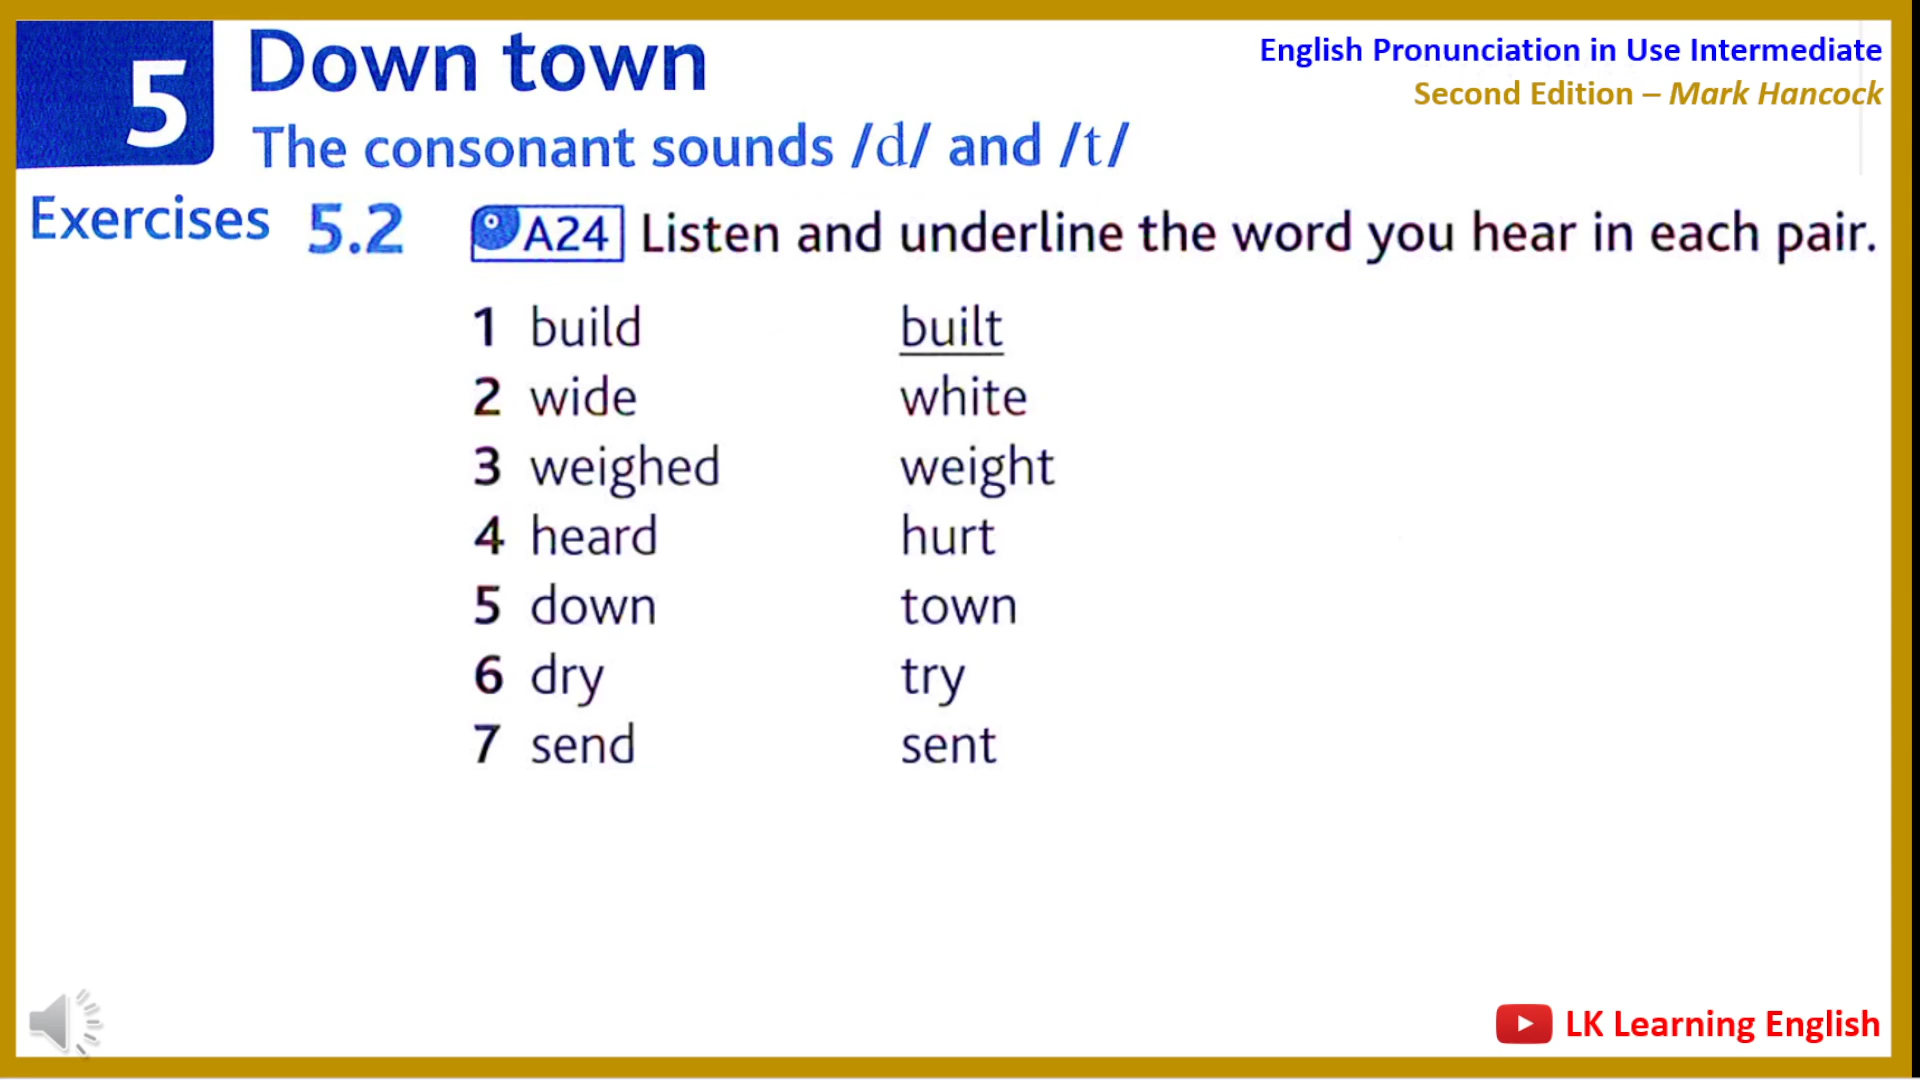 5 Down town
English Pronunciation in Use Intermediate
Second Edition – Mark Hancock
The consonant sounds /d/ and /t/
Exercises 5.2 A24 Listen and underline the word you hear in each pair.
1 build built
2 wide white
3 weighed weight
4 heard hurt
5 down town
6 dry try
7 send sent
LK Learning English